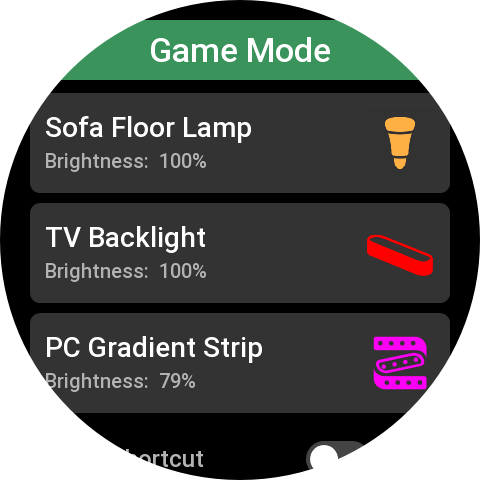 Game Mode
Sofa Floor Lamp
Brightness: 100%
TV Backlight
Brightness: 100%
PC Gradient Strip
Brightness: 79%